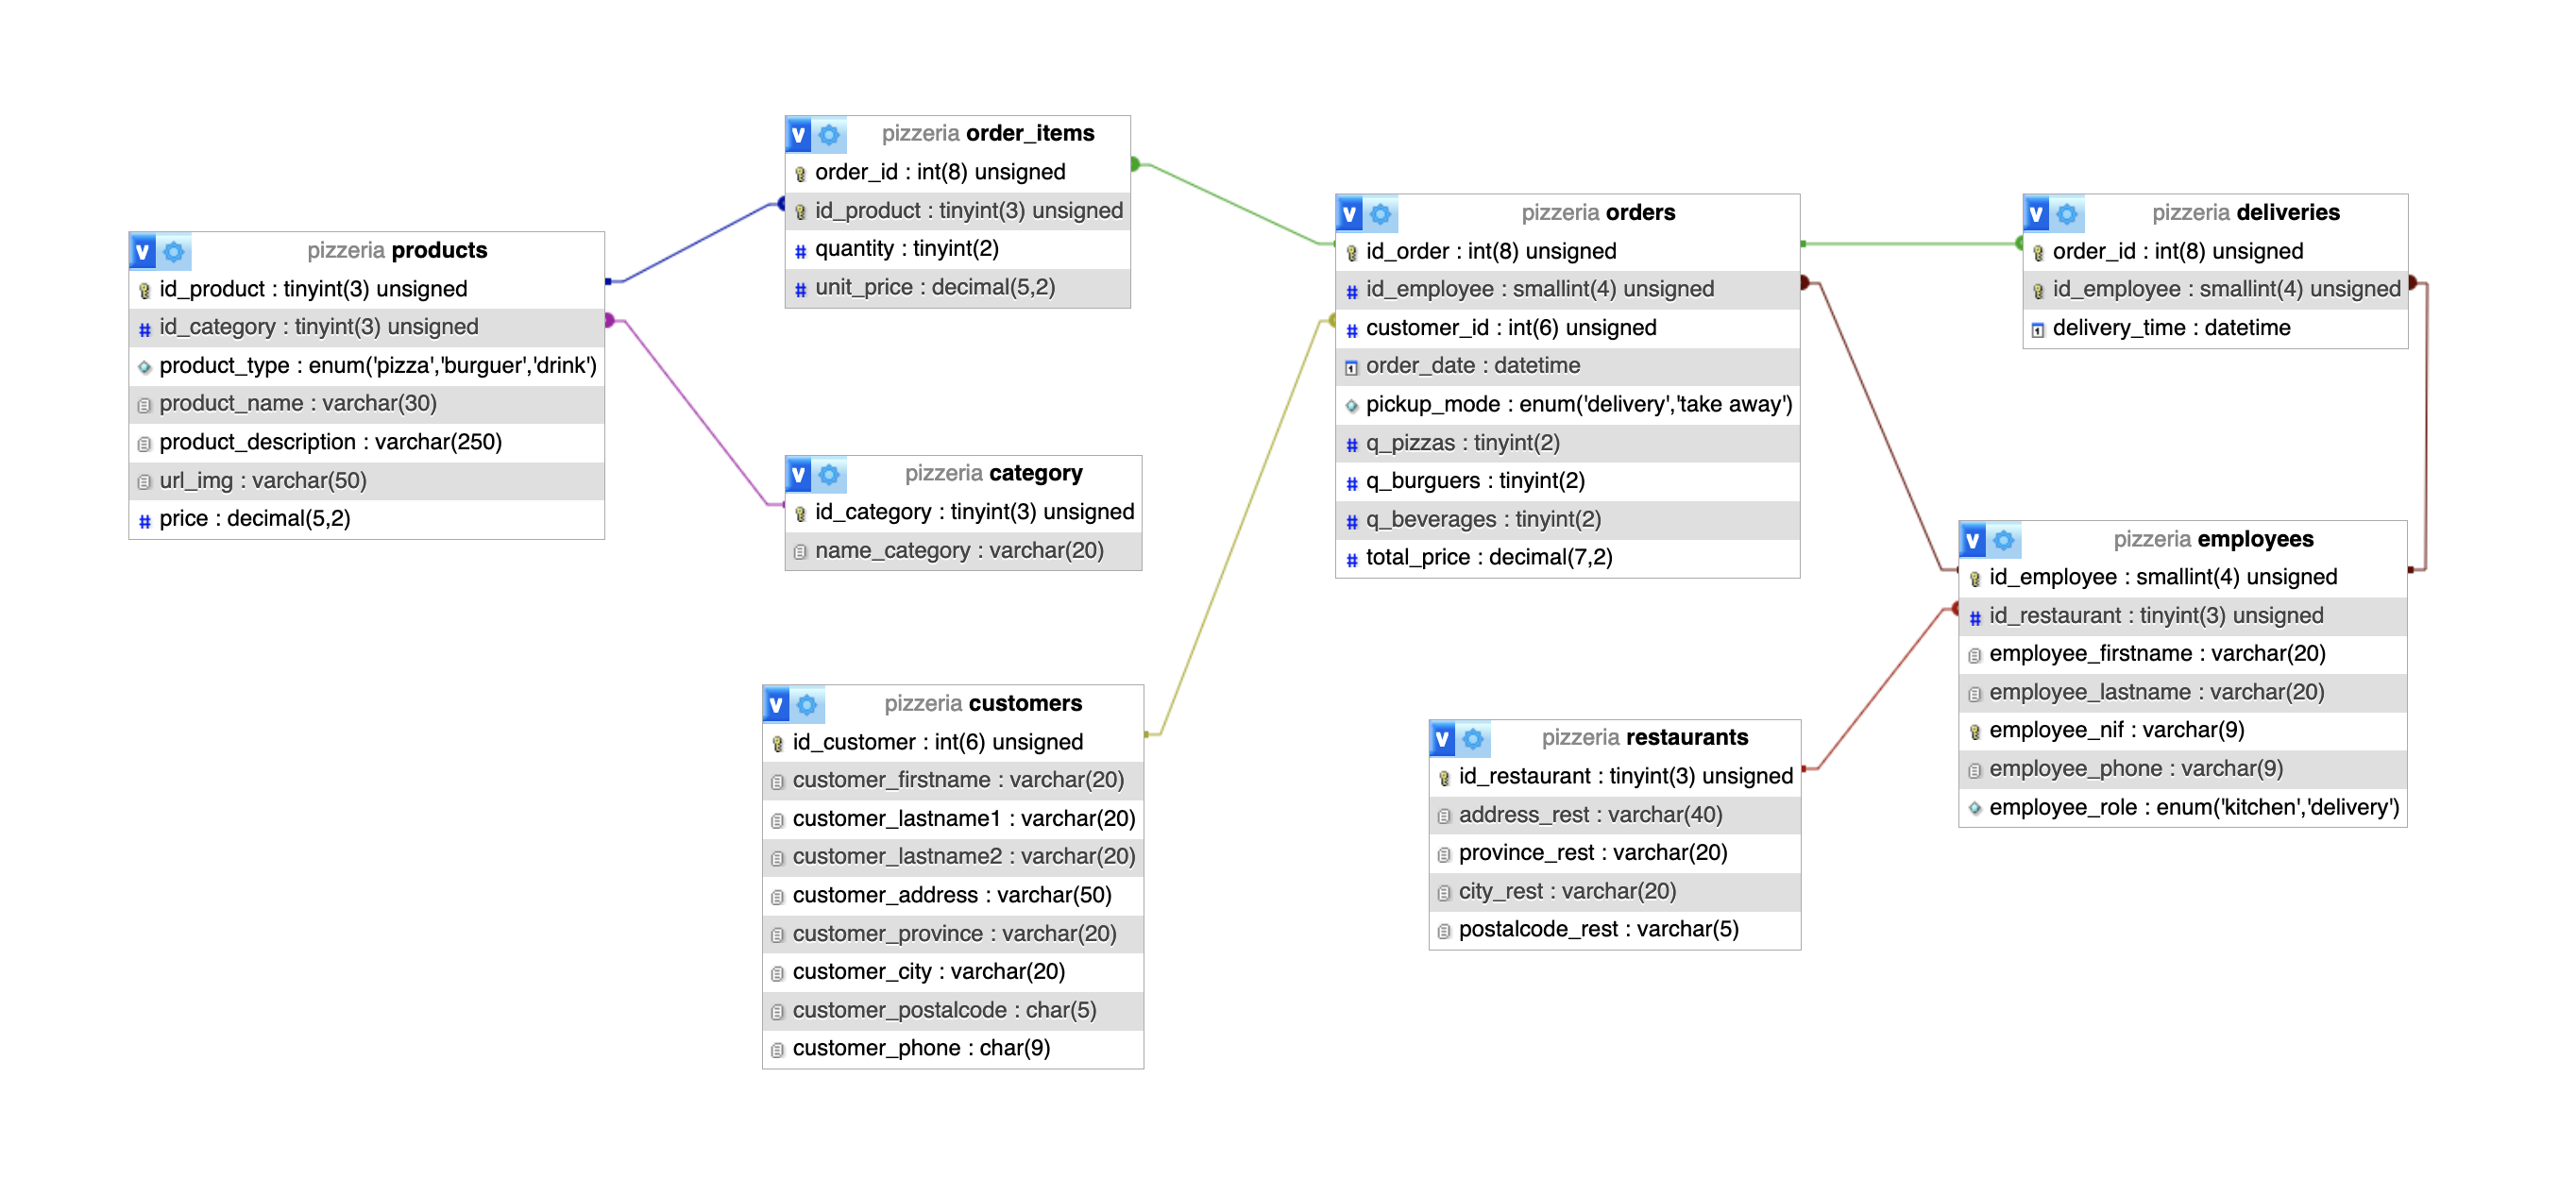 pizzeria products
id_product : tinyint(3) unsigned
id_category : tinyint(3) unsigned
product_type : enum('pizza','burguer','drink')
product_name : varchar(30)
product_description : varchar(250)
url_img : varchar(50)
price : decimal(5,2)
pizzeria order_items
order_id : int(8) unsigned
id_product : tinyint(3) unsigned
quantity : tinyint(2)
unit_price : decimal(5,2)
pizzeria category
id_category : tinyint(3) unsigned
name_category : varchar(20)
pizzeria customers
id_customer : int(6) unsigned
customer_firstname : varchar(20)
customer_lastname1 : varchar(20)
customer_lastname2 : varchar(20)
customer_address : varchar(50)
customer_province : varchar(20)
customer_city : varchar(20)
customer_postalcode : char(5)
customer_phone : char(9)
pizzeria orders
id_order : int(8) unsigned
id_employee : smallint(4) unsigned
customer_id : int(6) unsigned
order_date : datetime
pickup_mode : enum('delivery','take away')
q_pizzas : tinyint(2)
q_burguers : tinyint(2)
q_beverages : tinyint(2)
total_price : decimal(7,2)
pizzeria restaurants
id_restaurant : tinyint(3) unsigned
address_rest : varchar(40)
province_rest : varchar(20)
city_rest : varchar(20)
postalcode_rest : varchar(5)
pizzeria deliveries
order_id : int(8) unsigned
id_employee : smallint(4) unsigned
delivery_time : datetime
pizzeria employees
id_employee : smallint(4) unsigned
id_restaurant : tinyint(3) unsigned
employee_firstname : varchar(20)
employee_lastname : varchar(20)
employee_nif : varchar(9)
employee_phone : varchar(9)
employee_role : enum('kitchen','delivery')